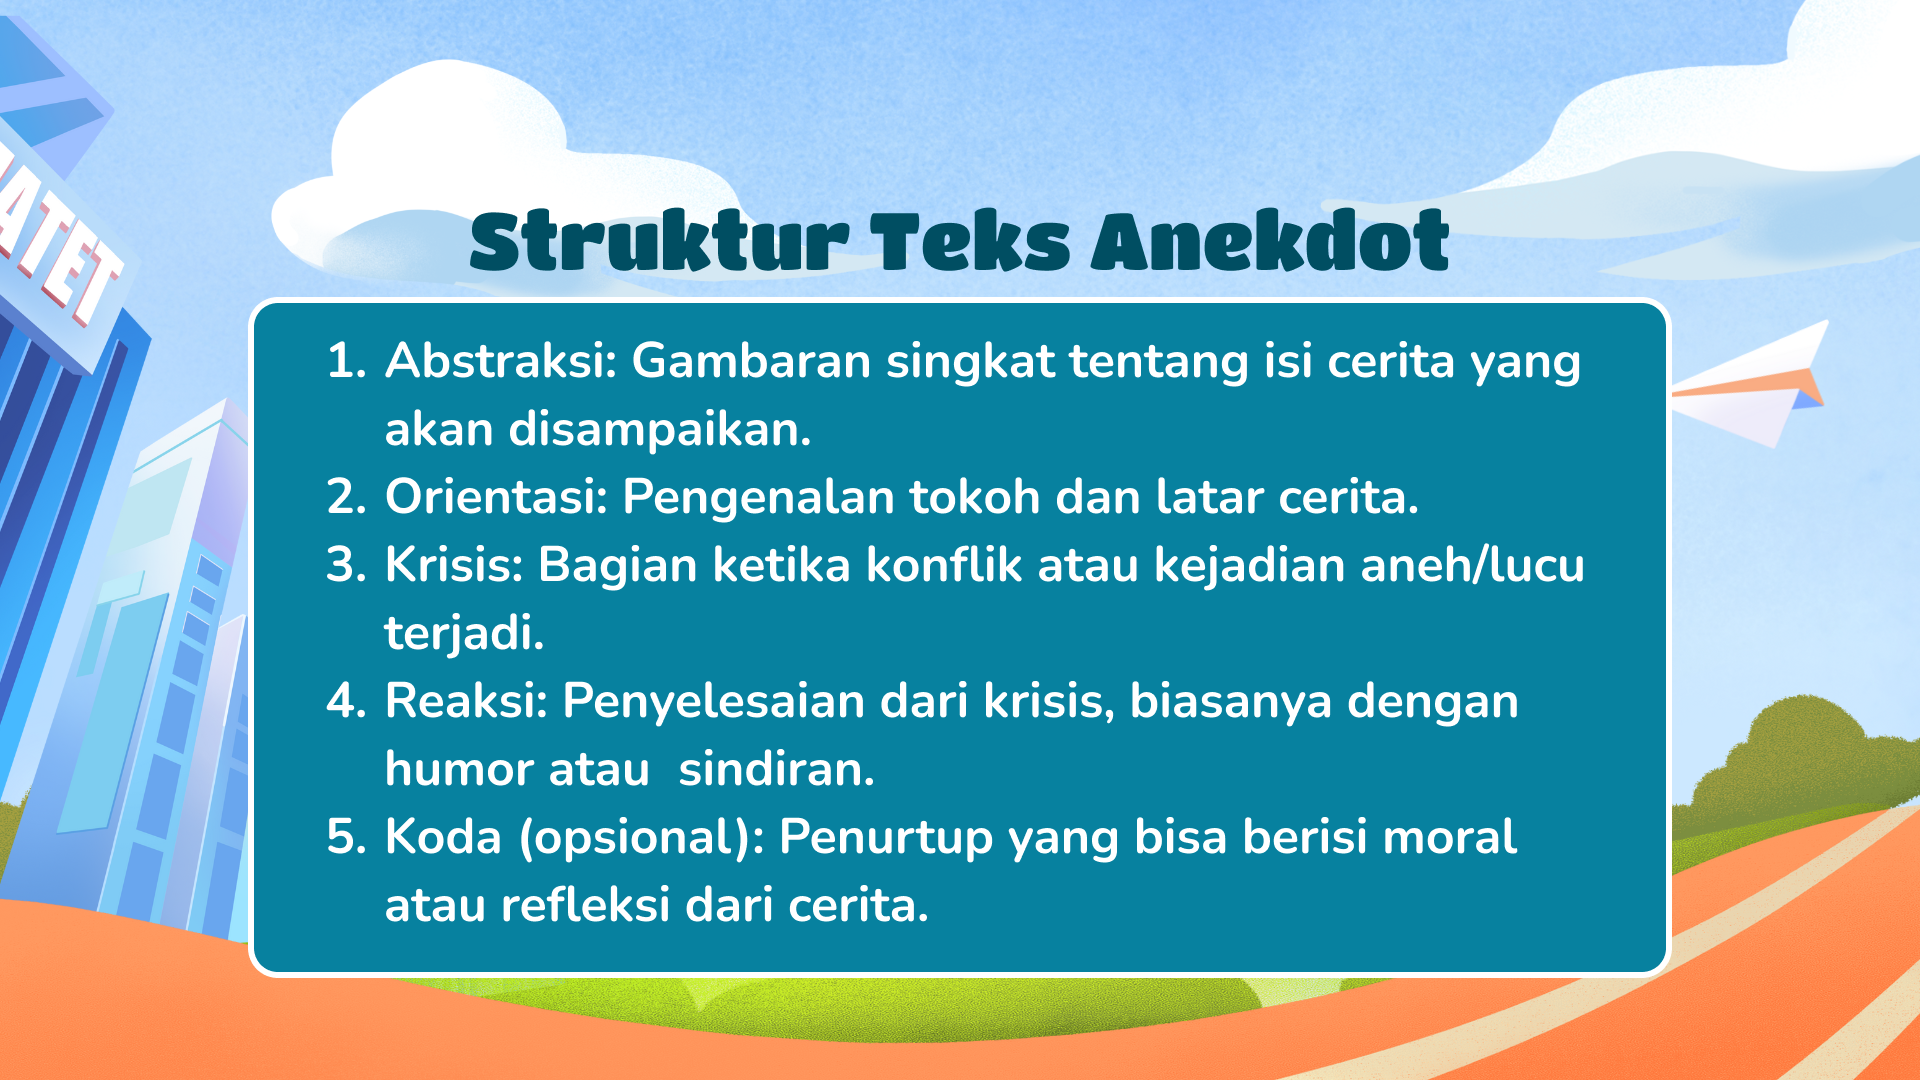 ATET
Struktur Teks Anekdot
1. Abstraksi: Gambaran singkat tentang isi cerita yang
akan disampaikan.
2. Orientasi: Pengenalan tokoh dan latar cerita.
3. Krisis: Bagian ketika konflik atau kejadian aneh/lucu
terjadi.
4. Reaksi: Penyelesaian dari krisis, biasanya dengan
humor atau  sindiran.
5. Koda (opsional): Penurtup yang bisa berisi moral
atau refleksi dari cerita.